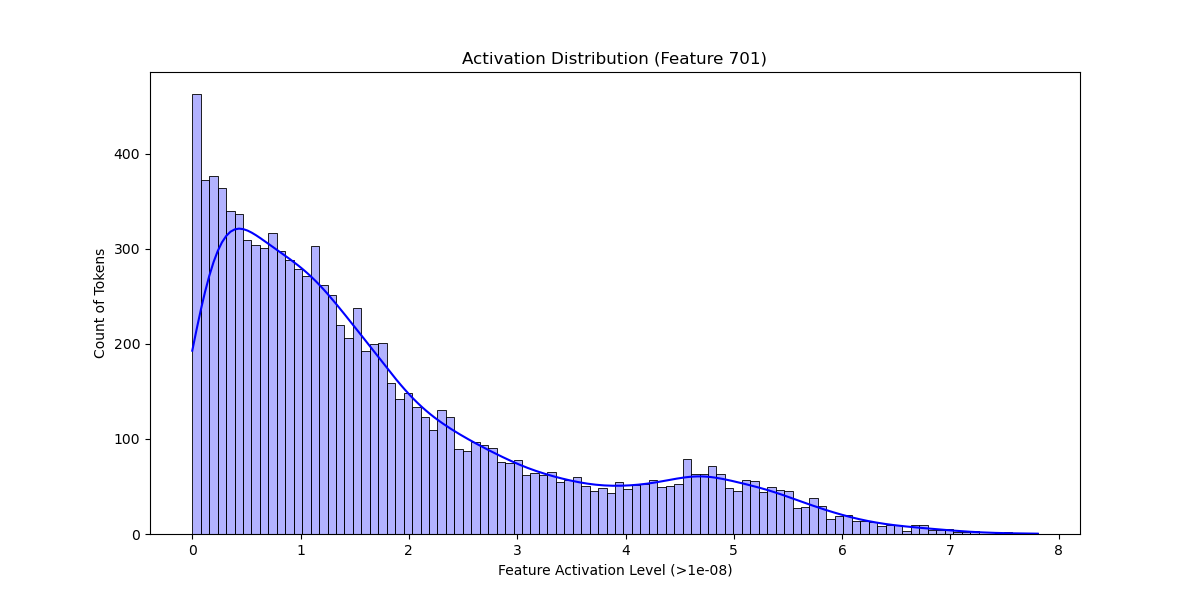 Activation Distribution (Feature 701)
400
300
200
100
0
Count of Tokens
0 1 2 3 4 5 6 7 8
Feature Activation Level (>1e-08)